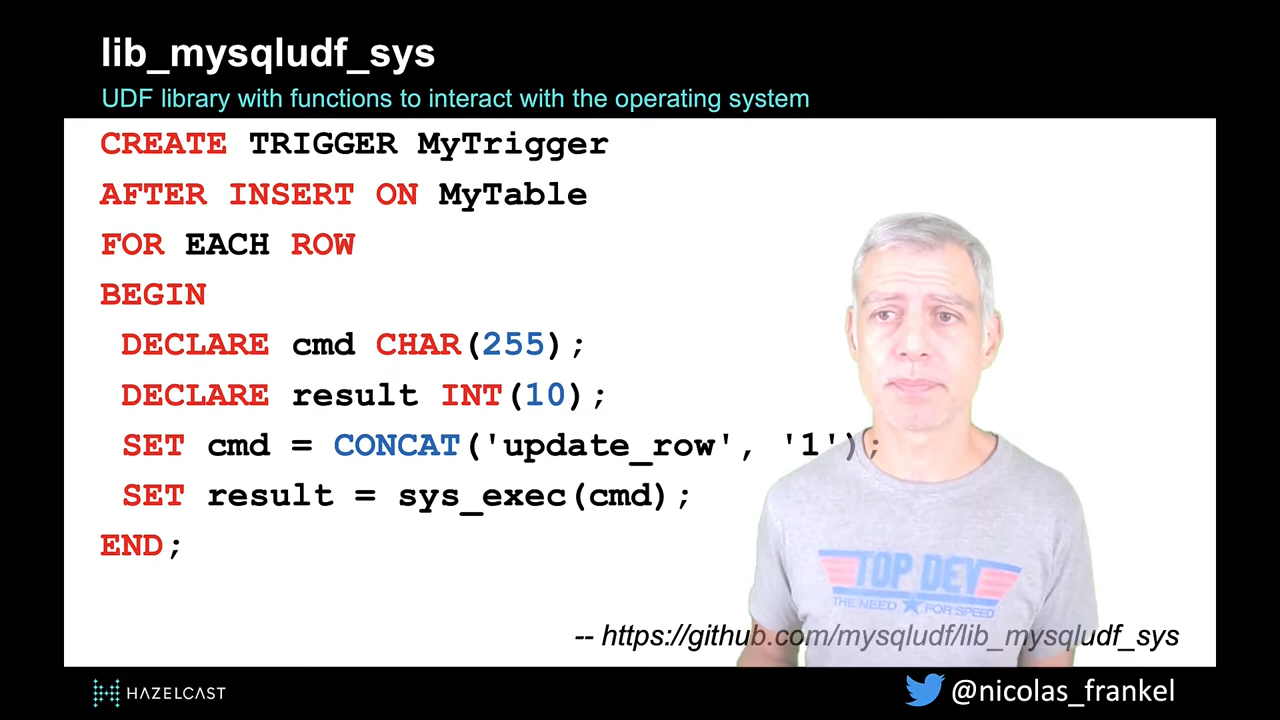 lib_mysqludf_sys
UDF library with functions to interact with the operating system
CREATE TRIGGER MyTrigger
AFTER INSERT ON MyTable
FOR EACH ROW
BEGIN
DECLARE cmd CHAR(255);
DECLARE result INT(10);
SET cmd = CONCAT('update_row', '1');
SET result = sys_exec(cmd);
END;
TOP DEV
THE NEED FOR SPEED
-- https://github.com/mysqludf/lib_mysqludf_sys
HAZELCAST
@nicolas_frankel